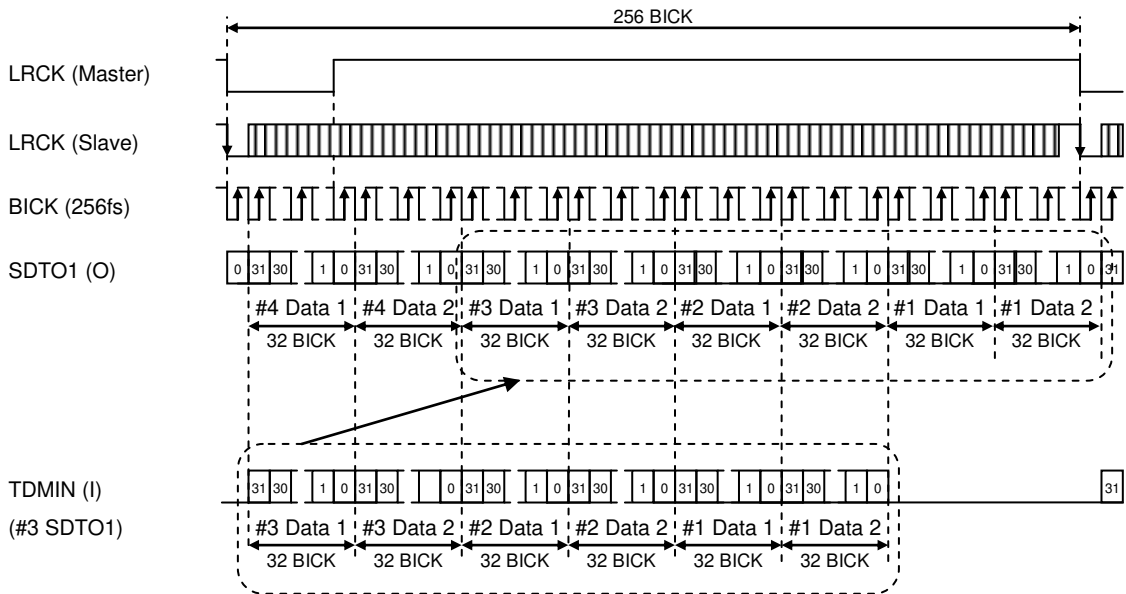 256 BICK
LRCK (Master)
LRCK (Slave)
BICK (256fs)
SDTO1 (O) 0 31 30 1 0 31 30 1 0 31 30 1 0 31 30 1 0 31 30 1 0 31 30 1 0 31 30 1 0 31 30 1 0 31
#4 Data 1 #4 Data 2 #3 Data 1 #3 Data 2 #2 Data 1 #2 Data 2 #1 Data 1 #1 Data 2
32 BICK 32 BICK 32 BICK 32 BICK 32 BICK 32 BICK 32 BICK 32 BICK
TDMIN (I) 31 30 1 0 31 30 0 31 30 1 0 31 30 1 0 31 30 1 0 31 30 1 0 31
(#3 SDTO1) #3 Data 1 #3 Data 2 #2 Data 1 #2 Data 2 #1 Data 1 #1 Data 2
32 BICK 32 BICK 32 BICK 32 BICK 32 BICK 32 BICK